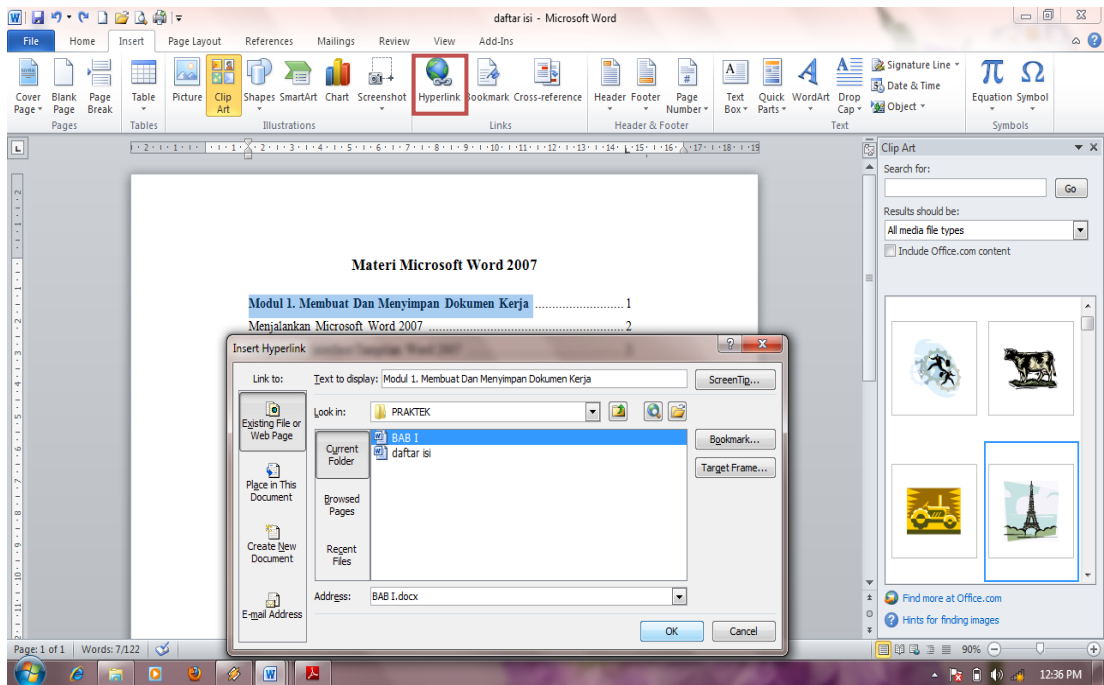 daftar isi - Microsoft Word
File Home Insert Page Layout References Mailings Review View Add-Ins
Cover Page Blank Page Page Break Table Picture Clip Art Shapes SmartArt Chart Screenshot Hyperlink Bookmark Cross-reference Header Footer Page Number Text Box Quick Parts WordArt Drop Cap Signature Line Date & Time Object Equation Symbol
Pages Tables Illustrations Links Header & Footer Text Symbols
Materi Microsoft Word 2007
Modul 1. Membuat Dan Menyimpan Dokumen Kerja ........................... 1
Menjalankan Microsoft Word 2007 ........................... 2
Insert Hyperlink
Link to:
Text to display: Modul 1. Membuat Dan Menyimpan Dokumen Kerja
ScreenTip...
Existing File or Web Page
Place in This Document
Create New Document
E-mail Address
Look in: PRAKTEK
Current Folder
Browsed Pages
Recent Files
BAB I
daftar isi
Bookmark...
Target Frame...
Address: BAB I.docx
OK Cancel
Clip Art
Search for:
Go
Results should be:
All media file types
Include Office.com content
Find more at Office.com
Hints for finding images
Page: 1 of 1 Words: 7/122 90%
12:36 PM